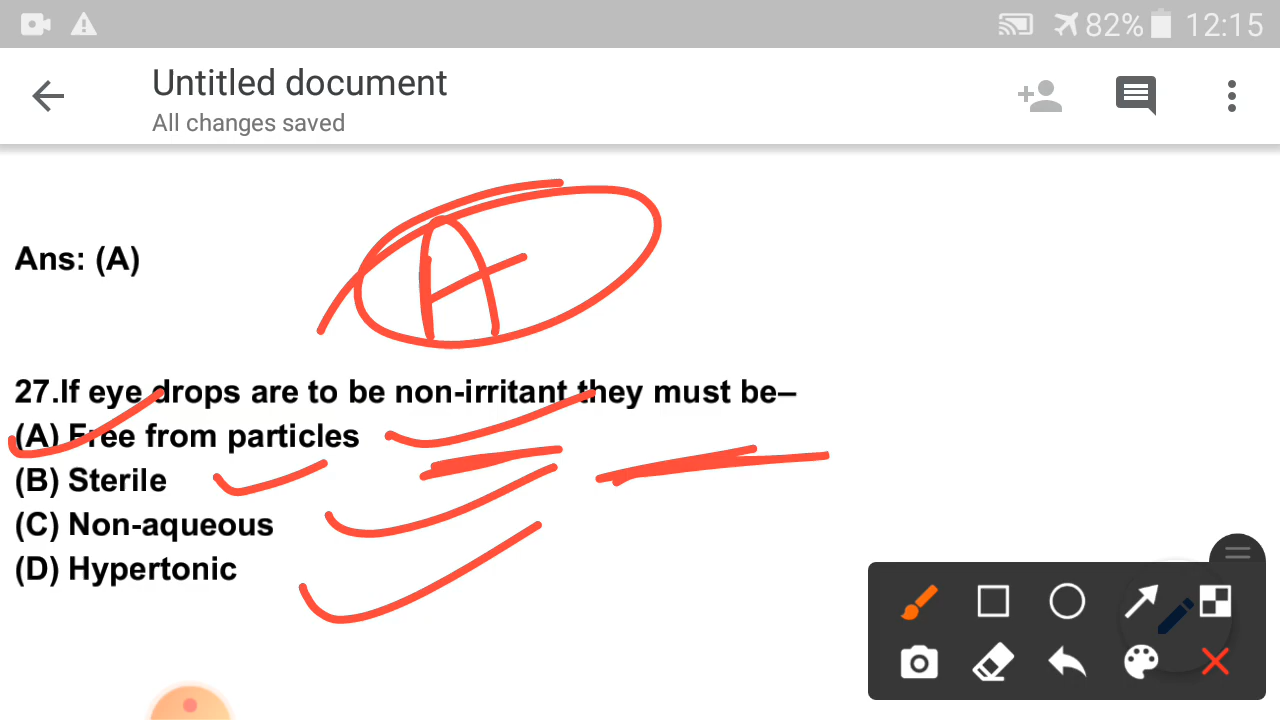 82% 12:15
Untitled document
All changes saved
Ans: (A)
A
27.If eye drops are to be non-irritant they must be–
(A) Free from particles
(B) Sterile
(C) Non-aqueous
(D) Hypertonic